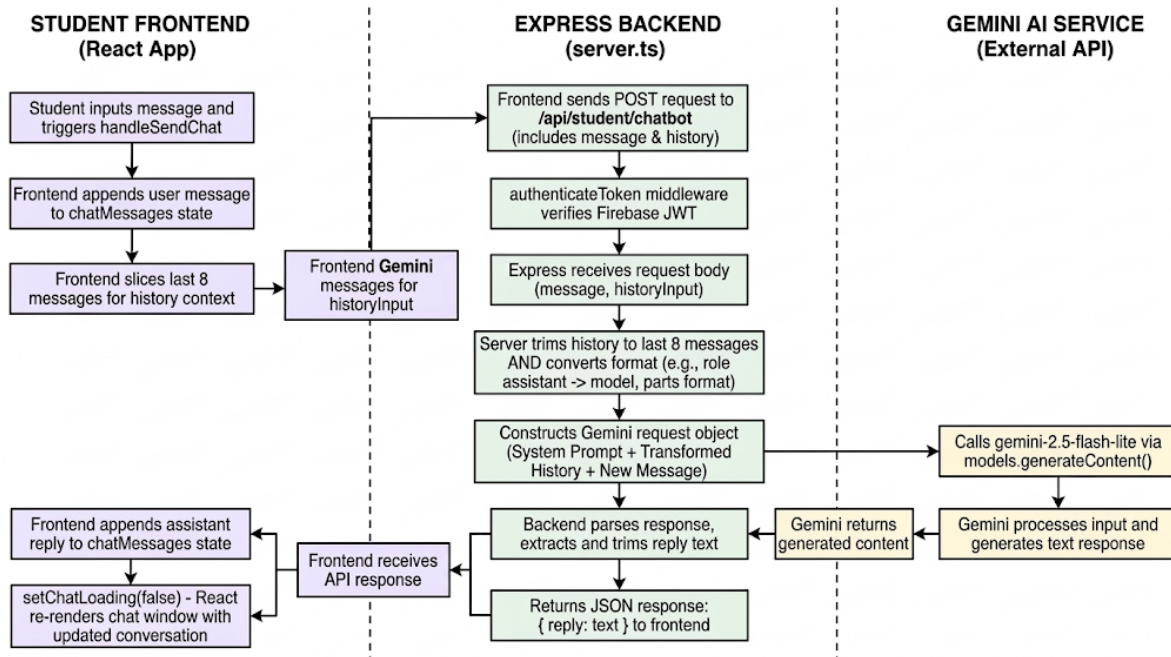 STUDENT FRONTEND
(React App)
EXPRESS BACKEND
(server.ts)
GEMINI AI SERVICE
(External API)
Student inputs message and
triggers handleSendChat
Frontend appends user message
to chatMessages state
Frontend slices last 8
messages for history context
Frontend Gemini
messages for
historyInput
Frontend sends POST request to
/api/student/chatbot
(includes message & history)
authenticateToken middleware
verifies Firebase JWT
Express receives request body
(message, historyInput)
Server trims history to last 8 messages
AND converts format (e.g., role
assistant -> model, parts format)
Constructs Gemini request object
(System Prompt + Transformed
History + New Message)
Calls gemini-2.5-flash-lite via
models.generateContent()
Gemini processes input and
generates text response
Gemini returns
generated content
Backend parses response,
extracts and trims reply text
Returns JSON response:
{ reply: text } to frontend
Frontend receives
API response
Frontend appends assistant
reply to chatMessages state
setChatLoading(false) - React
re-renders chat window with
updated conversation